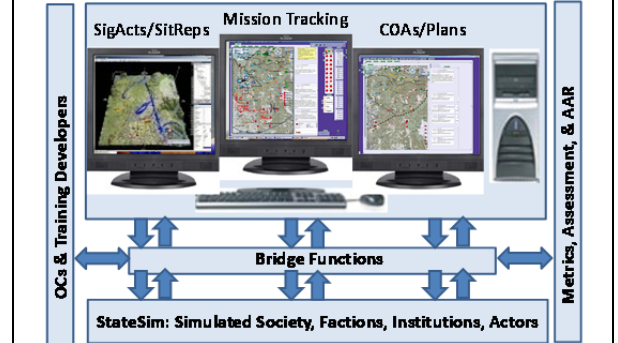 Mission Tracking
SigActs/SitReps
COAs/Plans
OCs & Training Developers
Metrics, Assessment, & AAR
Bridge Functions
StateSim: Simulated Society, Factions, Institutions, Actors